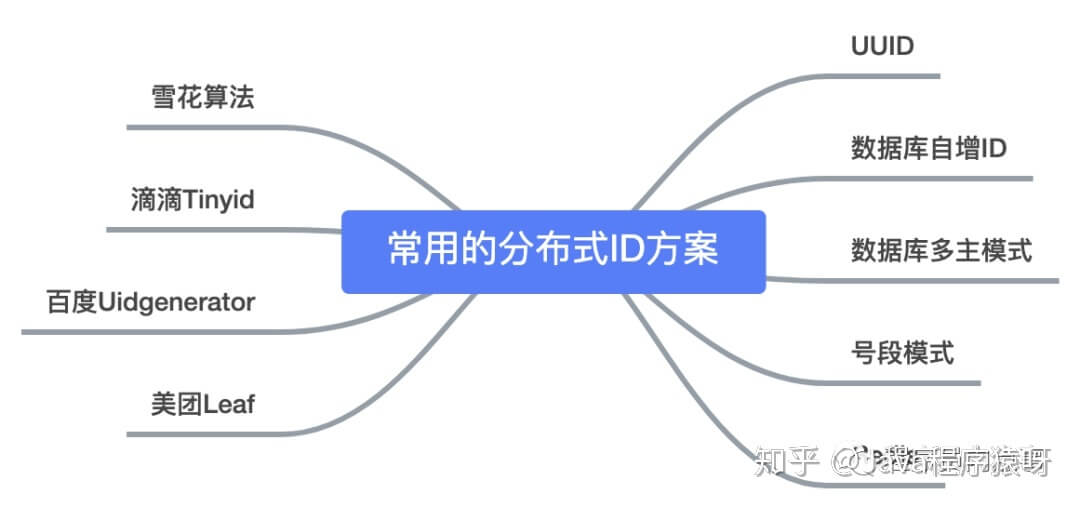 常用的分布式ID方案
UUID
数据库自增ID
数据库多主模式
号段模式
雪花算法
滴滴Tinyid
百度Uidgenerator
美团Leaf
知乎 @Java程序猿呀